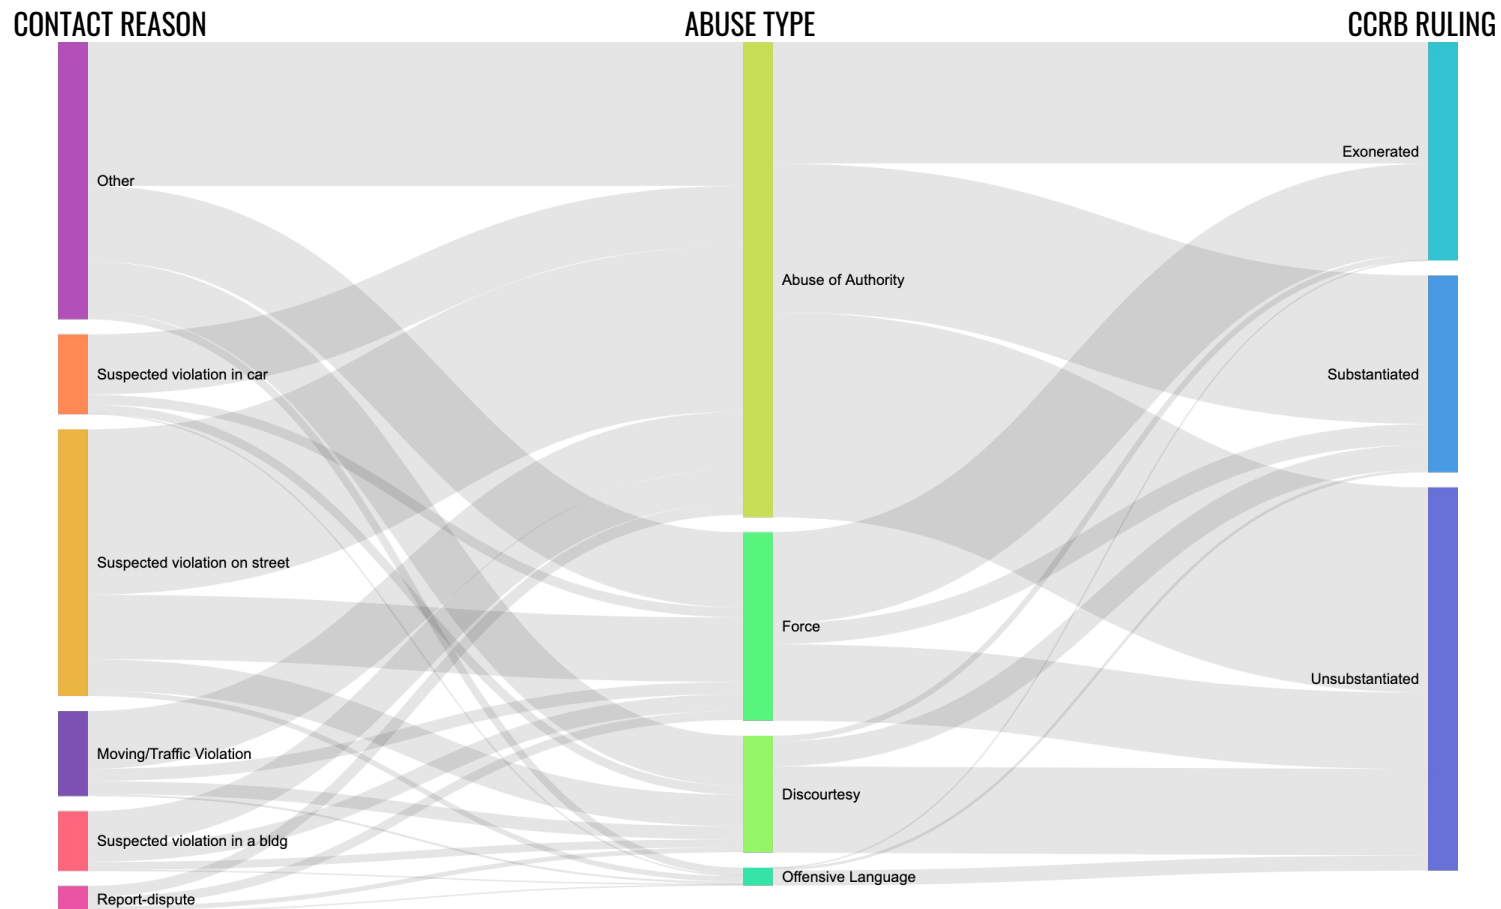 CONTACT REASON
ABUSE TYPE
CCRB RULING
Other
Suspected violation in car
Suspected violation on street
Moving/Traffic Violation
Suspected violation in a bldg
Report-dispute
Abuse of Authority
Force
Discourtesy
Offensive Language
Exonerated
Substantiated
Unsubstantiated